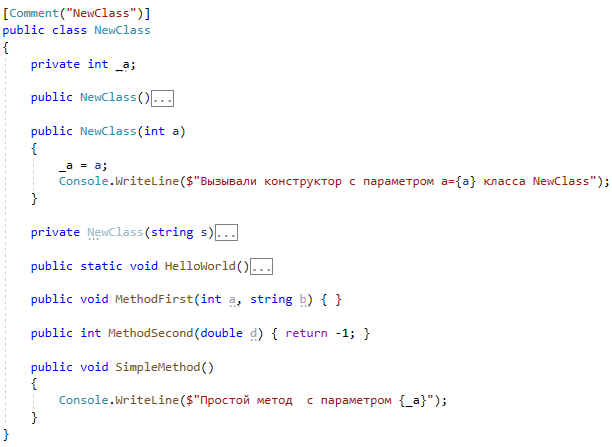 [Comment("NewClass")]
public class NewClass
{
private int _a;
public NewClass()...
public NewClass(int a)
{
_a = a;
Console.WriteLine($"Вызывали конструктор с параметром a={a} класса NewClass");
}
private NewClass(string s)...
public static void HelloWorld()...
public void MethodFirst(int a, string b) { }
public int MethodSecond(double d) { return -1; }
public void SimpleMethod()
{
Console.WriteLine($"Простой метод  с параметром {_a}");
}
}